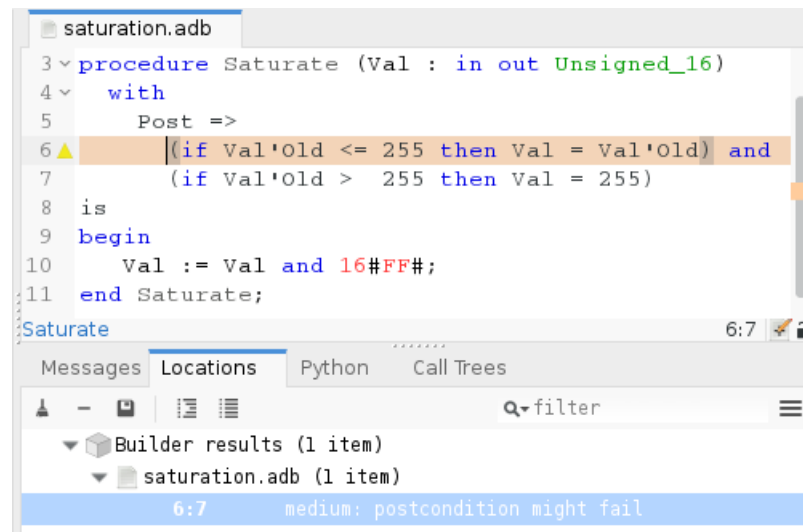 saturation.adb
3 procedure Saturate (Val : in out Unsigned_16)
4 with
5 Post =>
6 (if Val'Old <= 255 then Val = Val'Old) and
7 (if Val'Old > 255 then Val = 255)
8 is
9 begin
10 Val := Val and 16#FF#;
11 end Saturate;
Saturate 6:7
Messages Locations Python Call Trees
filter
Builder results (1 item)
saturation.adb (1 item)
6:7 medium: postcondition might fail